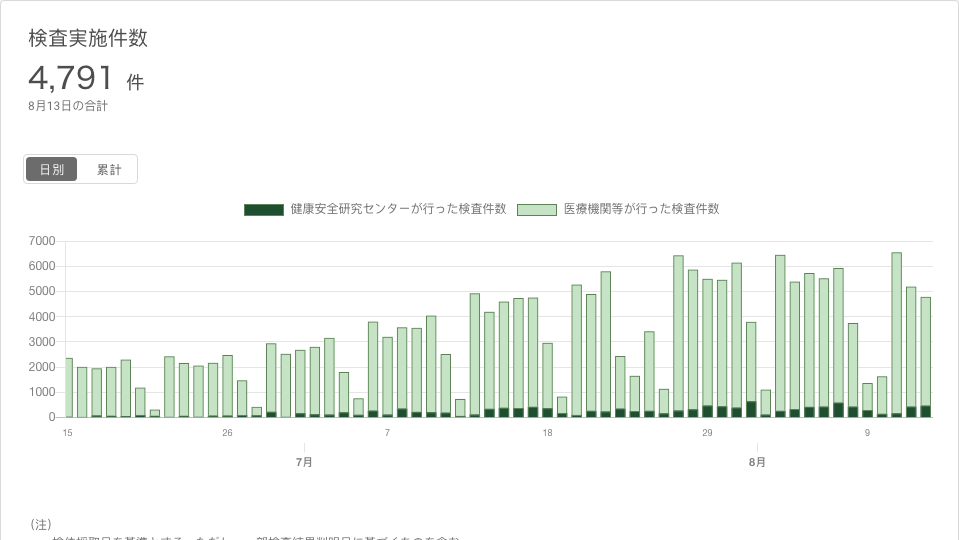 検査実施件数
4,791 件
8月13日の合計
日別 累計
健康安全研究センターが行った検査件数 医療機関等が行った検査件数
7000
6000
5000
4000
3000
2000
1000
0
15 26 7 18 29 9
7月 8月
(注)